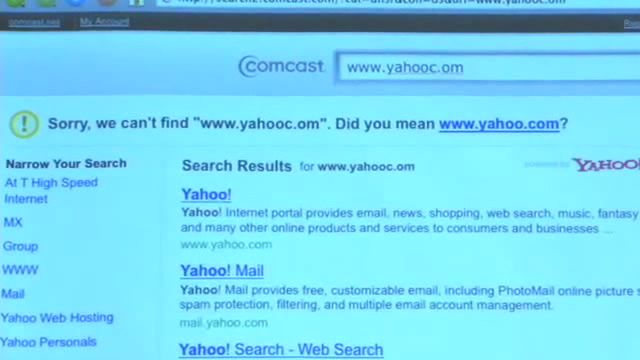 comcast.net My Account
comcast www.yahooc.om
Sorry, we can't find "www.yahooc.om". Did you mean www.yahoo.com?
Narrow Your Search
At T High Speed
Internet
MX
Group
WWW
Mail
Yahoo Web Hosting
Yahoo Personals
Search Results for www.yahooc.om
powered by YAHOO!
Yahoo!
Yahoo! Internet portal provides email, news, shopping, web search, music, fantasy
and many other online products and services to consumers and businesses ...
www.yahoo.com
Yahoo! Mail
Yahoo! Mail provides free, customizable email, including PhotoMail online picture
spam protection, filtering, and multiple email account management.
mail.yahoo.com
Yahoo! Search - Web Search